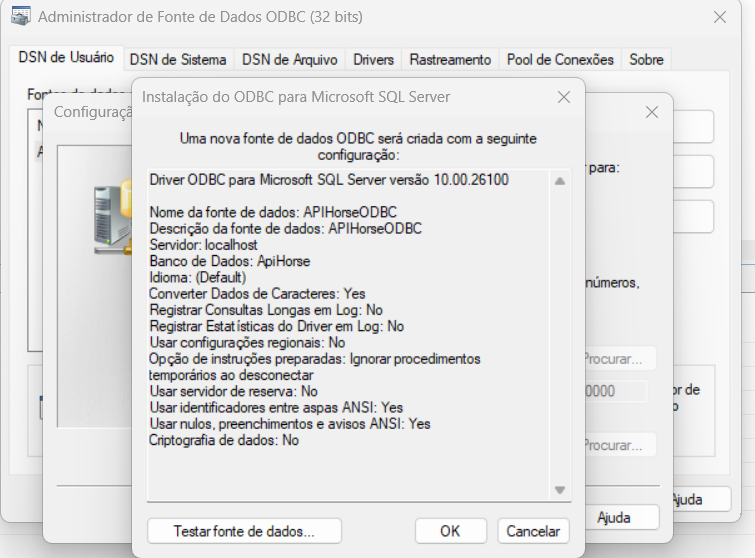 Administrador de Fonte de Dados ODBC (32 bits)
DSN de Usuário
DSN de Sistema
DSN de Arquivo
Drivers
Rastreamento
Pool de Conexões
Sobre
Instalação do ODBC para Microsoft SQL Server
Uma nova fonte de dados ODBC será criada com a seguinte
configuração:
Driver ODBC para Microsoft SQL Server versão 10.00.26100
Nome da fonte de dados: APIHorseODBC
Descrição da fonte de dados: APIHorseODBC
Servidor: localhost
Banco de Dados: ApiHorse
Idioma: (Default)
Converter Dados de Caracteres: Yes
Registrar Consultas Longas em Log: No
Registrar Estatísticas do Driver em Log: No
Usar configurações regionais: No
Opção de instruções preparadas: Ignorar procedimentos
temporários ao desconectar
Usar servidor de reserva: No
Usar identificadores entre aspas ANSI: Yes
Usar nulos, preenchimentos e avisos ANSI: Yes
Criptografia de dados: No
Testar fonte de dados...
OK
Cancelar
para:
números,
Procurar...
0000
or de
o
Procurar...
Ajuda
Ajuda